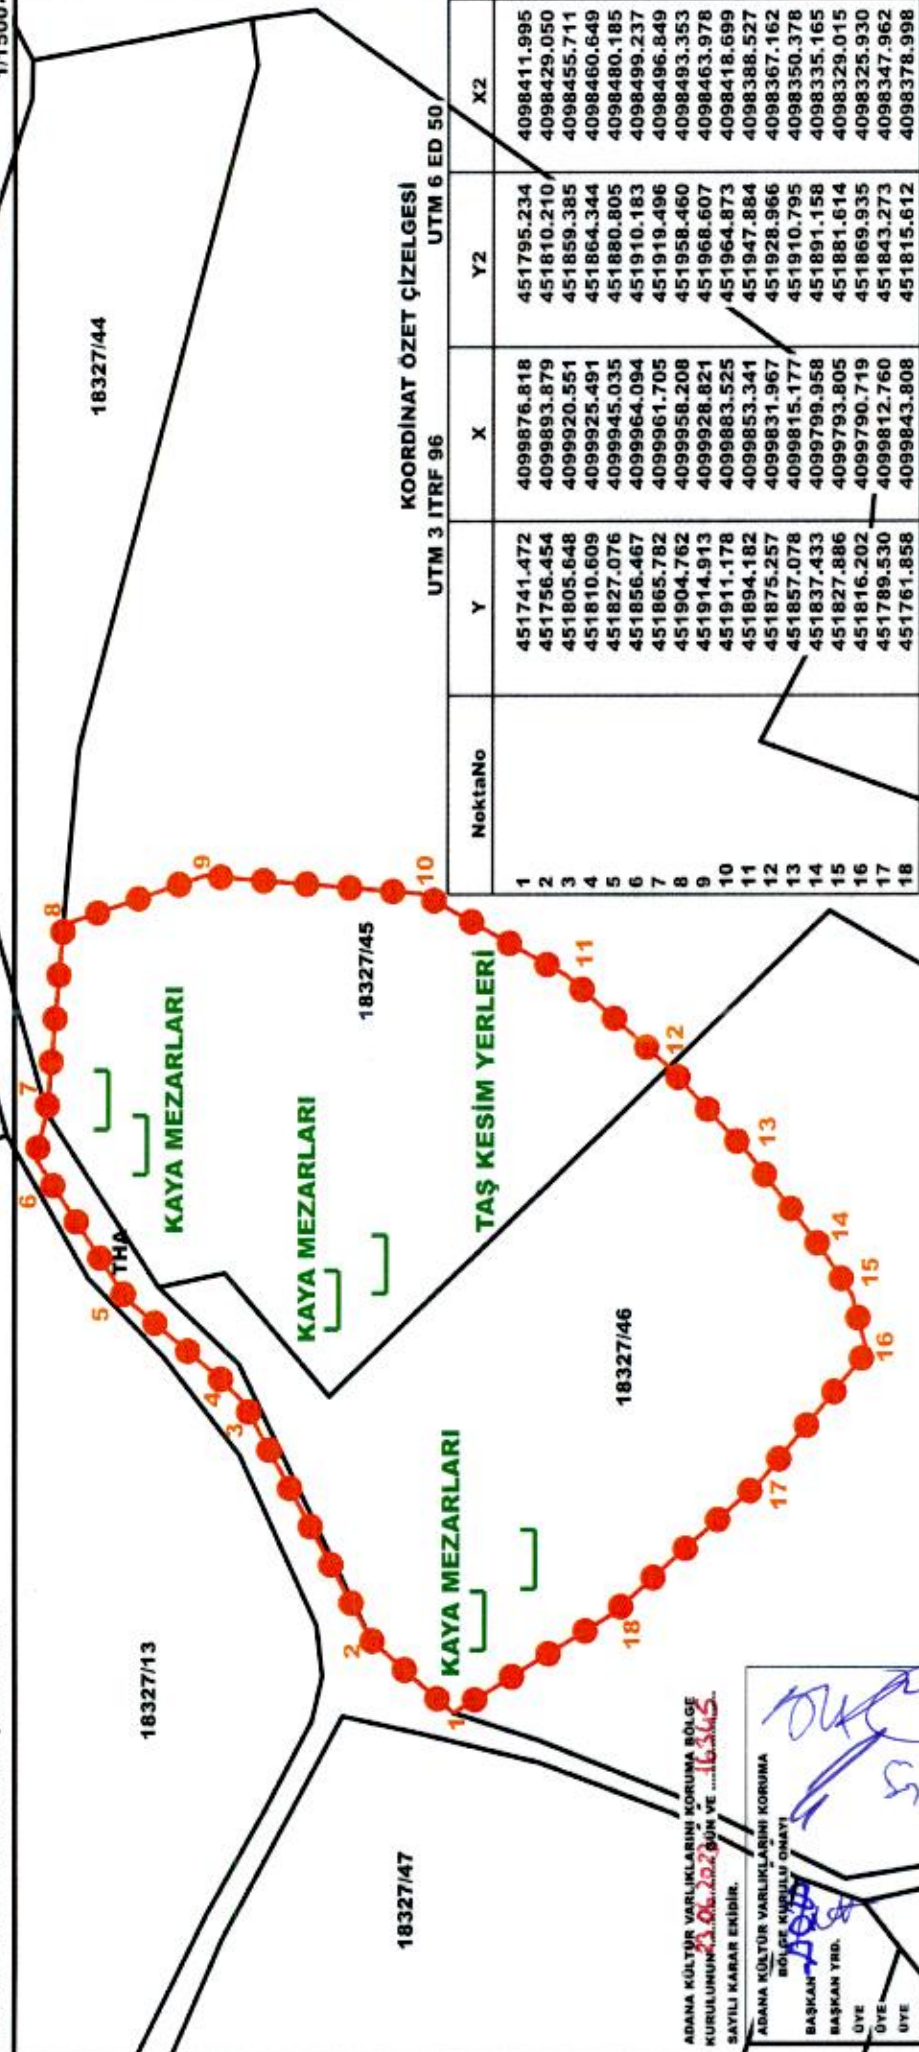 18327/44
18327/13
18327/47
18327/45
18327/46
THA
KAYA MEZARLARI
KAYA MEZARLARI
KAYA MEZARLARI
TAŞ KESİM YERLERİ
1
2
3
4
5
6
7
8
9
10
11
12
13
14
15
16
17
18
KOORDİNAT ÖZET ÇİZELGESİ
UTM 3 ITRF 96 UTM 6 ED 50
NoktaNo Y X Y2 X2
1 451741.472 4099876.818 451795.234 4098411.995
2 451756.454 4099893.879 451810.210 4098429.050
3 451805.648 4099920.551 451859.385 4098455.711
4 451810.609 4099925.491 451864.344 4098460.649
5 451827.076 4099945.035 451880.805 4098480.185
6 451856.467 4099964.094 451910.183 4098499.237
7 451865.782 4099961.705 451919.496 4098496.849
8 451904.762 4099958.208 451958.460 4098493.353
9 451914.913 4099928.821 451968.607 4098463.978
10 451911.178 4099883.525 451964.873 4098418.699
11 451894.182 4099853.341 451947.884 4098388.527
12 451875.257 4099831.967 451928.966 4098367.162
13 451857.078 4099815.177 451910.795 4098350.378
14 451837.433 4099799.958 451891.158 4098335.165
15 451827.886 4099793.805 451881.614 4098329.015
16 451816.202 4099790.719 451869.935 4098325.930
17 451789.530 4099812.760 451843.273 4098347.962
18 451761.858 4099843.808 451815.612 4098378.998
ADANA KÜLTÜR VARLIKLARINI KORUMA BÖLGE
KURULUNUN 23.06.2023 GÜN VE 16365
SAYILI KARAR EKİDİR.
ADANA KÜLTÜR VARLIKLARINI KORUMA
BÖLGE KURULU ONAYI
BAŞKAN
BAŞKAN YRD.
ÜYE
ÜYE
ÜYE